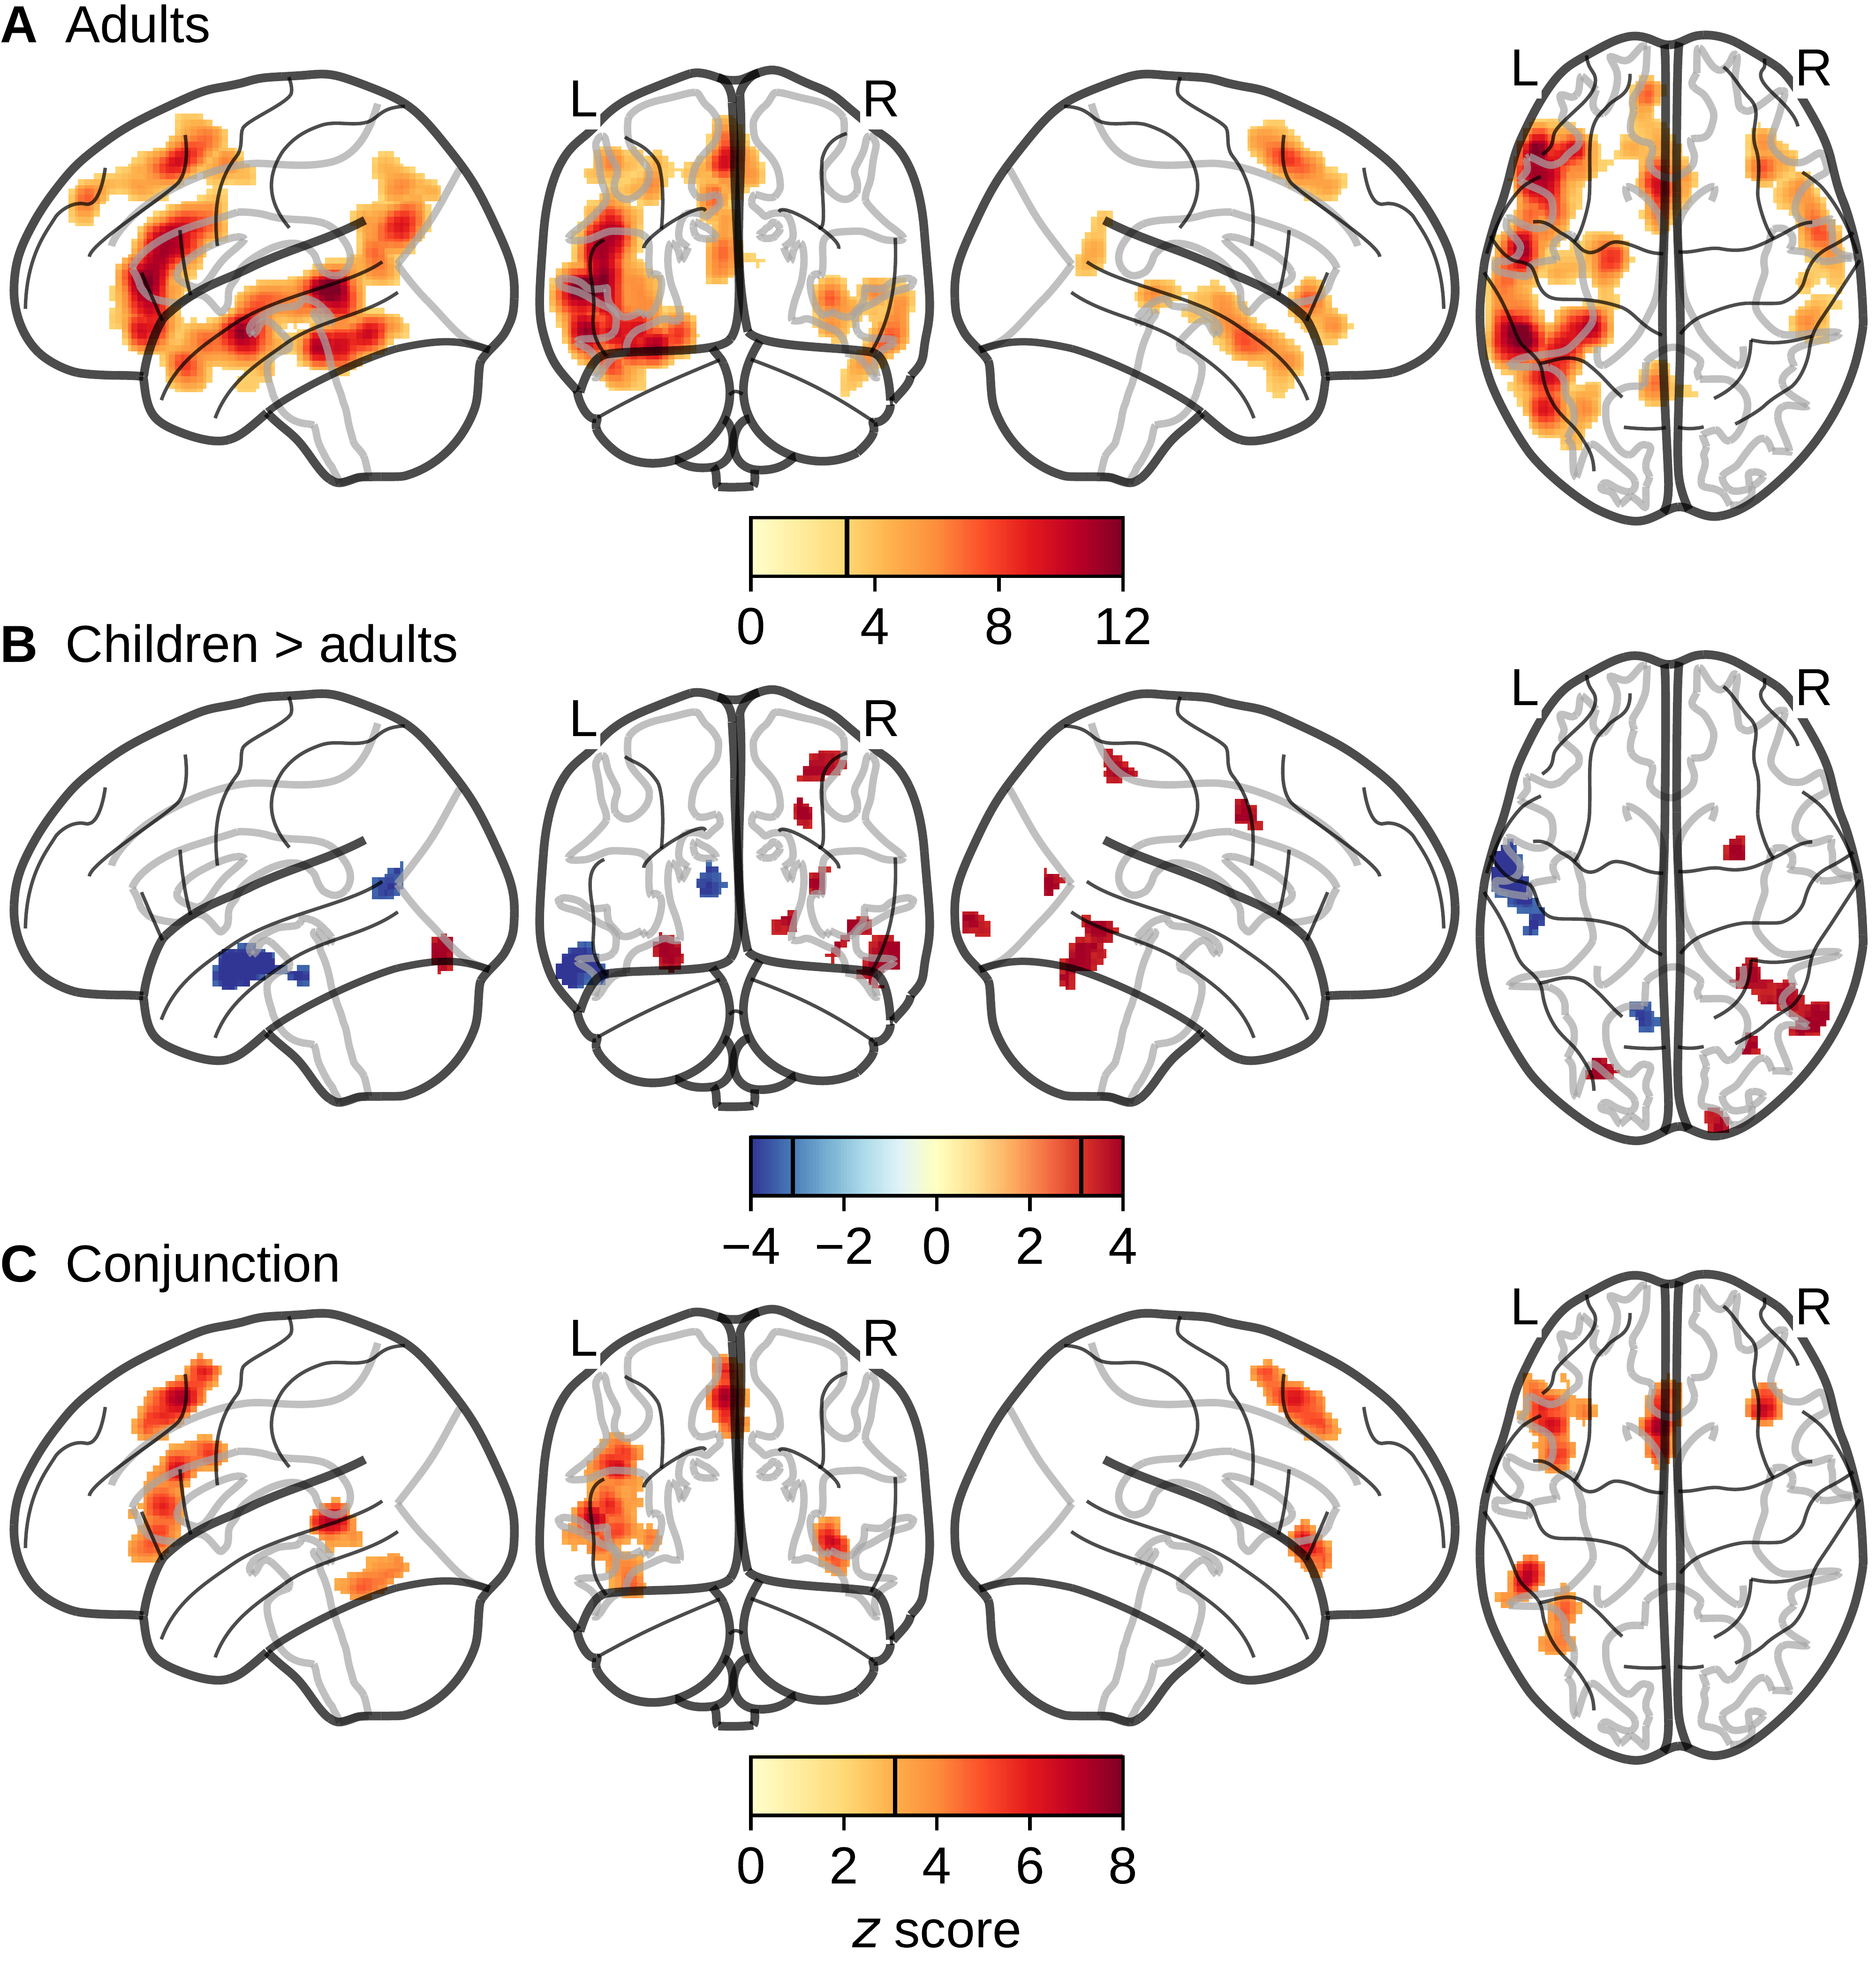 A Adults
L R L R
0 4 8 12
B Children > adults
L R L R
−4 −2 0 2 4
C Conjunction
L R L R
0 2 4 6 8
z score